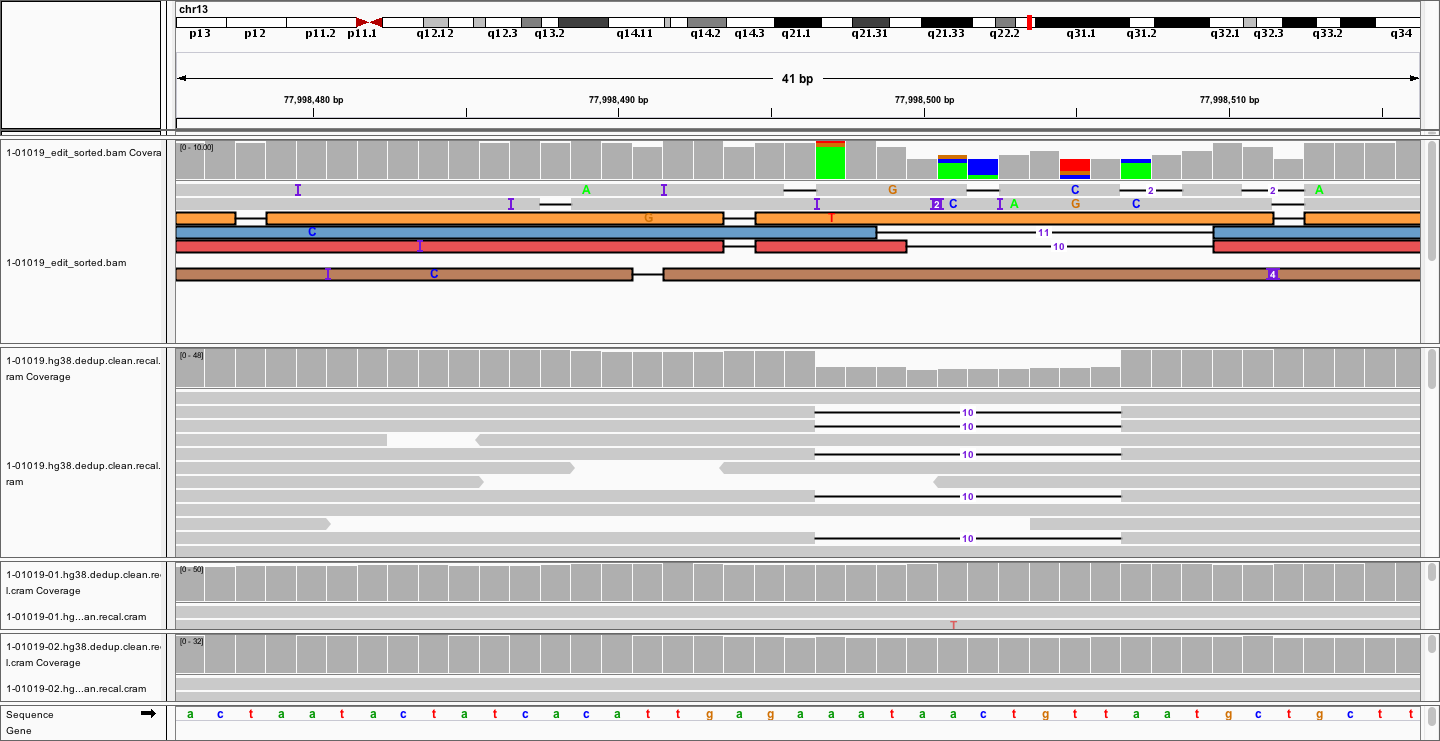 chr13
p13 p12 p11.2 p11.1 q12.12 q12.3 q13.2 q14.11 q14.2 q14.3 q21.1 q21.31 q21.33 q22.2 q31.1 q31.2 q32.1 q32.3 q33.2 q34
41 bp
77,998,480 bp 77,998,490 bp 77,998,500 bp 77,998,510 bp
1-01019_edit_sorted.bam Covera
[0 - 10.00]
I A I G C 2 2 A
I I 2 C I A G C
G T
C 11
I 10
1-01019_edit_sorted.bam
I C 4
1-01019.hg38.dedup.clean.recal.
ram Coverage
[0 - 48]
10
10
10
1-01019.hg38.dedup.clean.recal.
ram
10
10
1-01019-01.hg38.dedup.clean.re
l.cram Coverage
[0 - 50]
1-01019-01.hg...an.recal.cram
T
1-01019-02.hg38.dedup.clean.re
l.cram Coverage
[0 - 32]
1-01019-02.hg...an.recal.cram
Sequence
a c t a a t a c t a t c a c a t t g a g a a a t a a c t g t t a a t g c t g c t t
Gene